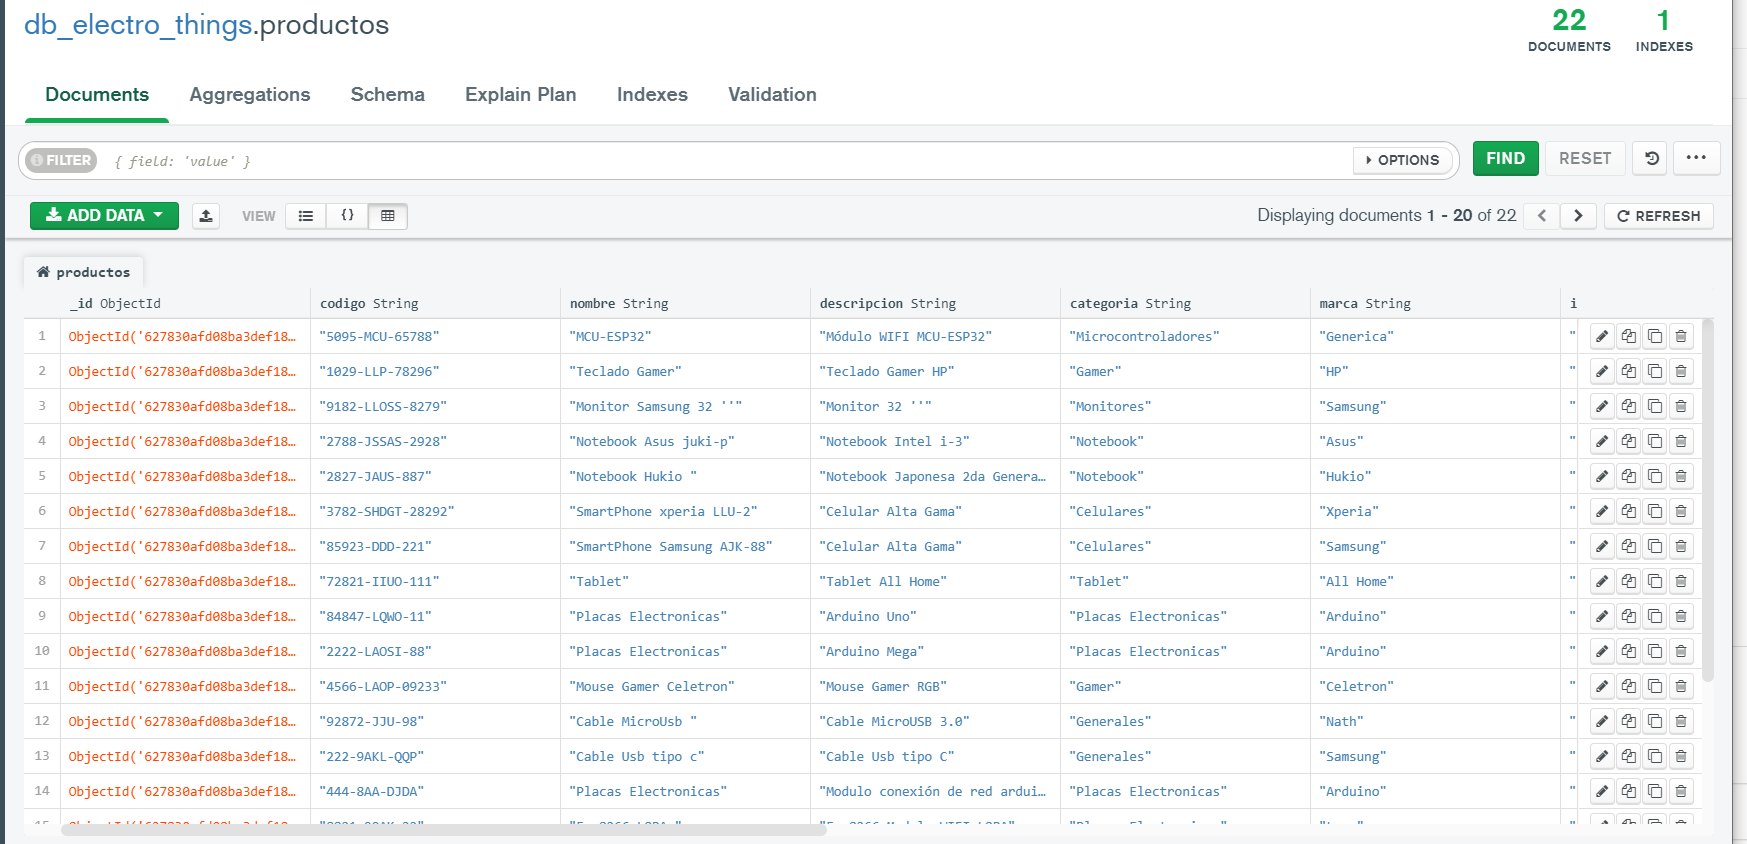 db_electro_things.productos
22
DOCUMENTS
1
INDEXES
Documents Aggregations Schema Explain Plan Indexes Validation
FILTER { field: 'value' } OPTIONS FIND RESET ...
ADD DATA VIEW { } Displaying documents 1 - 20 of 22 < > REFRESH
productos
_id ObjectId codigo String nombre String descripcion String categoria String marca String i
1 ObjectId('627830afd08ba3def18… "5095-MCU-65788" "MCU-ESP32" "Módulo WIFI MCU-ESP32" "Microcontroladores" "Generica" "
2 ObjectId('627830afd08ba3def18… "1029-LLP-78296" "Teclado Gamer" "Teclado Gamer HP" "Gamer" "HP" "
3 ObjectId('627830afd08ba3def18… "9182-LLOSS-8279" "Monitor Samsung 32 ''" "Monitor 32 ''" "Monitores" "Samsung" "
4 ObjectId('627830afd08ba3def18… "2788-JSSAS-2928" "Notebook Asus juki-p" "Notebook Intel i-3" "Notebook" "Asus" "
5 ObjectId('627830afd08ba3def18… "2827-JAUS-887" "Notebook Hukio " "Notebook Japonesa 2da Genera… "Notebook" "Hukio" "
6 ObjectId('627830afd08ba3def18… "3782-SHDGT-28292" "SmartPhone xperia LLU-2" "Celular Alta Gama" "Celulares" "Xperia" "
7 ObjectId('627830afd08ba3def18… "85923-DDD-221" "SmartPhone Samsung AJK-88" "Celular Alta Gama" "Celulares" "Samsung" "
8 ObjectId('627830afd08ba3def18… "72821-IIUO-111" "Tablet" "Tablet All Home" "Tablet" "All Home" "
9 ObjectId('627830afd08ba3def18… "84847-LQWO-11" "Placas Electronicas" "Arduino Uno" "Placas Electronicas" "Arduino" "
10 ObjectId('627830afd08ba3def18… "2222-LAOSI-88" "Placas Electronicas" "Arduino Mega" "Placas Electronicas" "Arduino" "
11 ObjectId('627830afd08ba3def18… "4566-LAOP-09233" "Mouse Gamer Celetron" "Mouse Gamer RGB" "Gamer" "Celetron" "
12 ObjectId('627830afd08ba3def18… "92872-JJU-98" "Cable MicroUsb " "Cable MicroUSB 3.0" "Generales" "Nath" "
13 ObjectId('627830afd08ba3def18… "222-9AKL-QQP" "Cable Usb tipo c" "Cable Usb tipo C" "Generales" "Samsung" "
14 ObjectId('627830afd08ba3def18… "444-8AA-DJDA" "Placas Electronicas" "Modulo conexión de red ardui… "Placas Electronicas" "Arduino" "